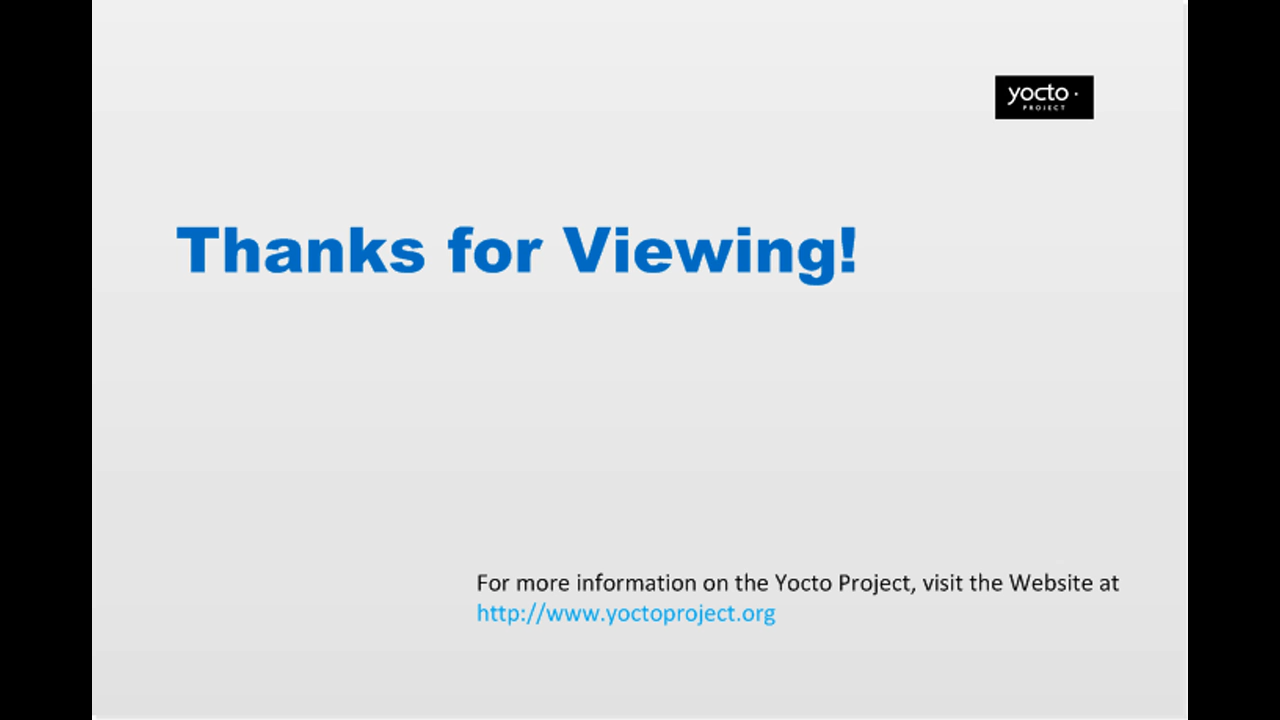 yocto ·
PROJECT
Thanks for Viewing!
For more information on the Yocto Project, visit the Website at
http://www.yoctoproject.org